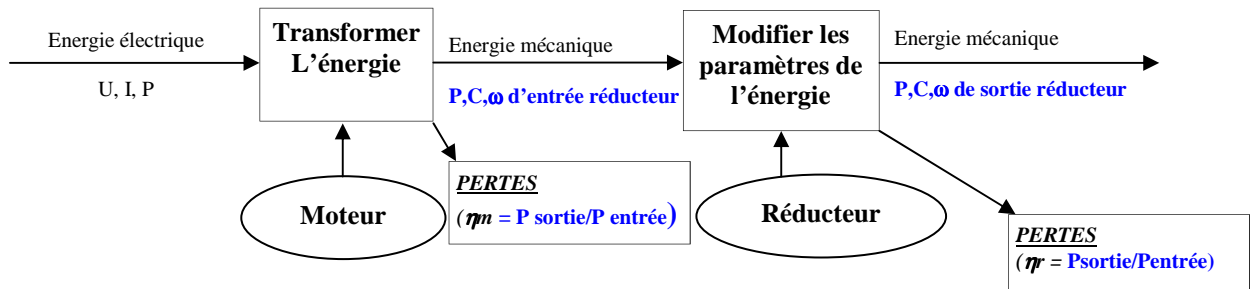 Energie électrique
U, I, P
Transformer
L'énergie
Energie mécanique
P,C,ω d'entrée réducteur
Modifier les
paramètres de
l'énergie
Energie mécanique
P,C,ω de sortie réducteur
Moteur
PERTES
(ηm = P sortie/P entrée)
Réducteur
PERTES
(ηr = Psortie/Pentrée)